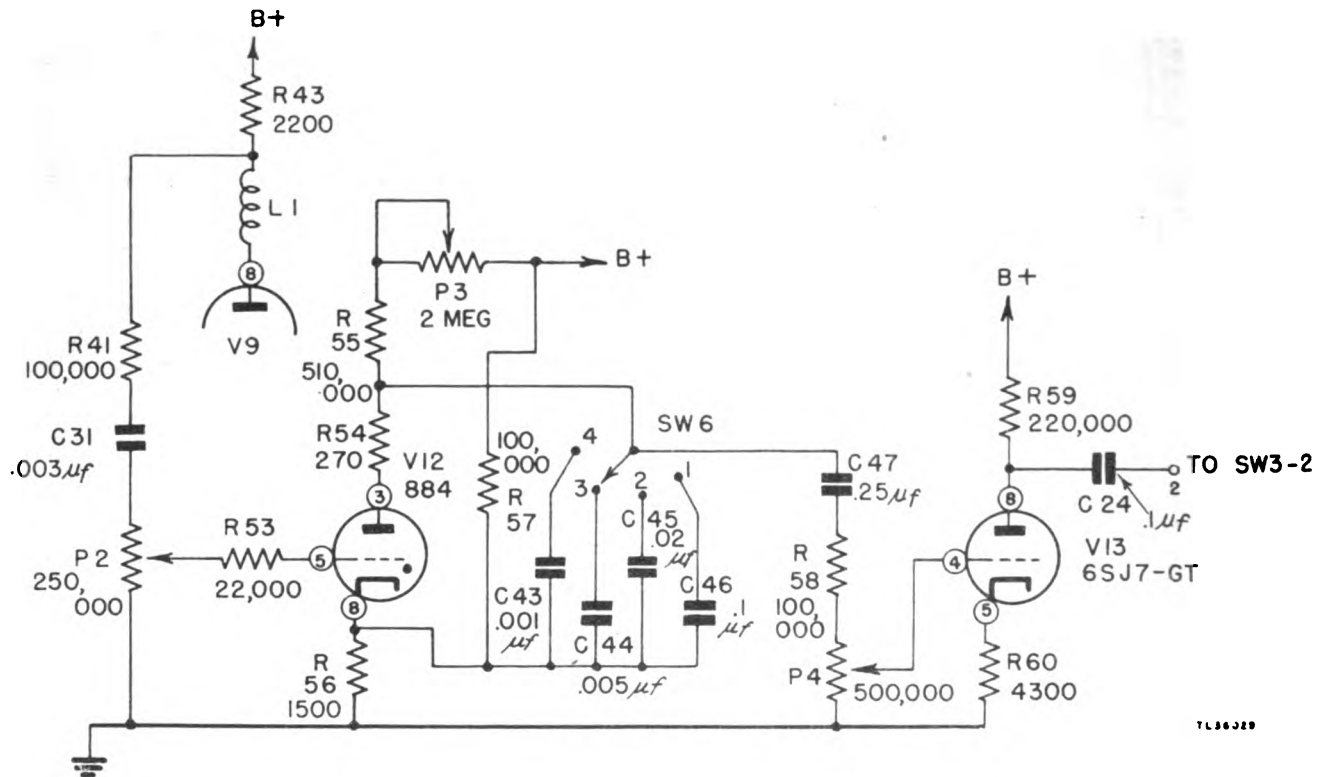 B+
R43
2200
L1
8
V9
R41
100,000
C31
.003μf
P2
250,
000
R53
22,000
P3
2 MEG
B+
R
55
510,
000
R54
270
V12
884
3
5
8
R
56
1500
100,
000
R
57
SW6
4
3
2
1
C43
.001
μf
C44
.005μf
C45
.02
μf
C46
.1
μf
C47
.25μf
R
58
100,
000
P4
500,000
B+
R59
220,000
C24
.1μf
2
TO SW3-2
8
4
5
V13
6SJ7-GT
R60
4300
TL36J29